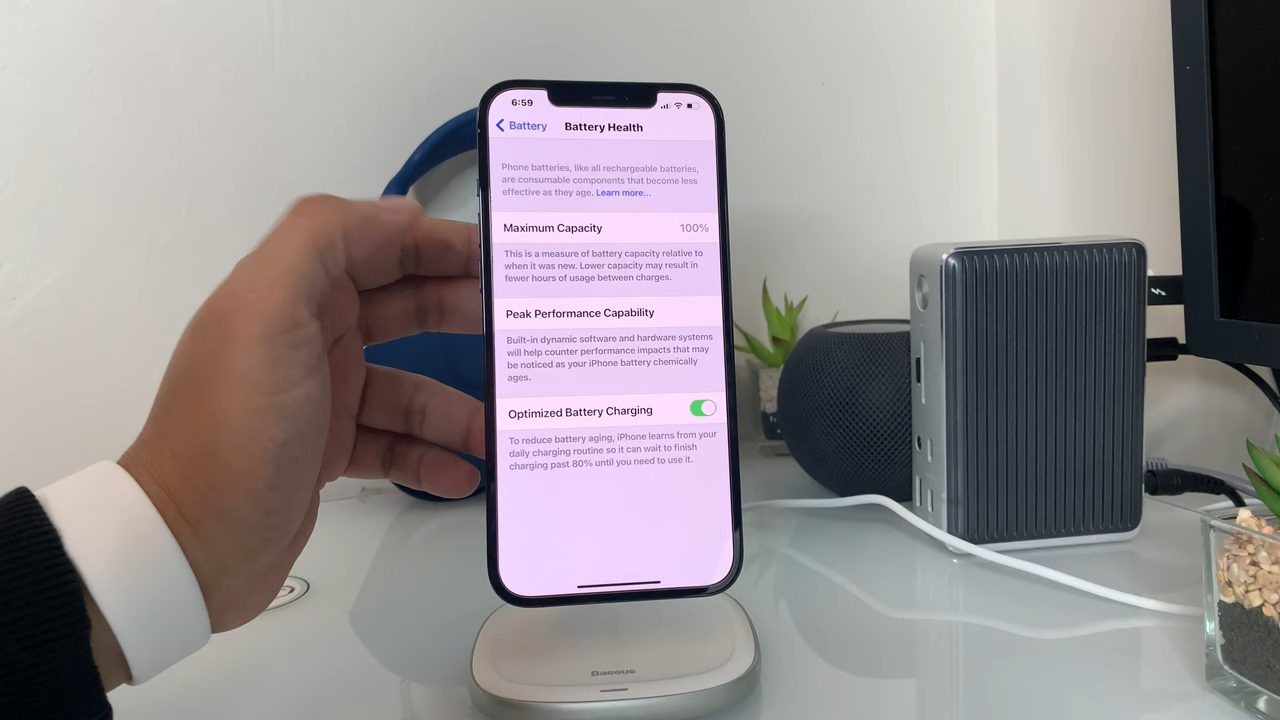 6:59
Battery
Battery Health
Phone batteries, like all rechargeable batteries,
are consumable components that become less
effective as they age. Learn more...
Maximum Capacity 100%
This is a measure of battery capacity relative to
when it was new. Lower capacity may result in
fewer hours of usage between charges.
Peak Performance Capability
Built-in dynamic software and hardware systems
will help counter performance impacts that may
be noticed as your iPhone battery chemically
ages.
Optimized Battery Charging
To reduce battery aging, iPhone learns from your
daily charging routine so it can wait to finish
charging past 80% until you need to use it.
Baseus